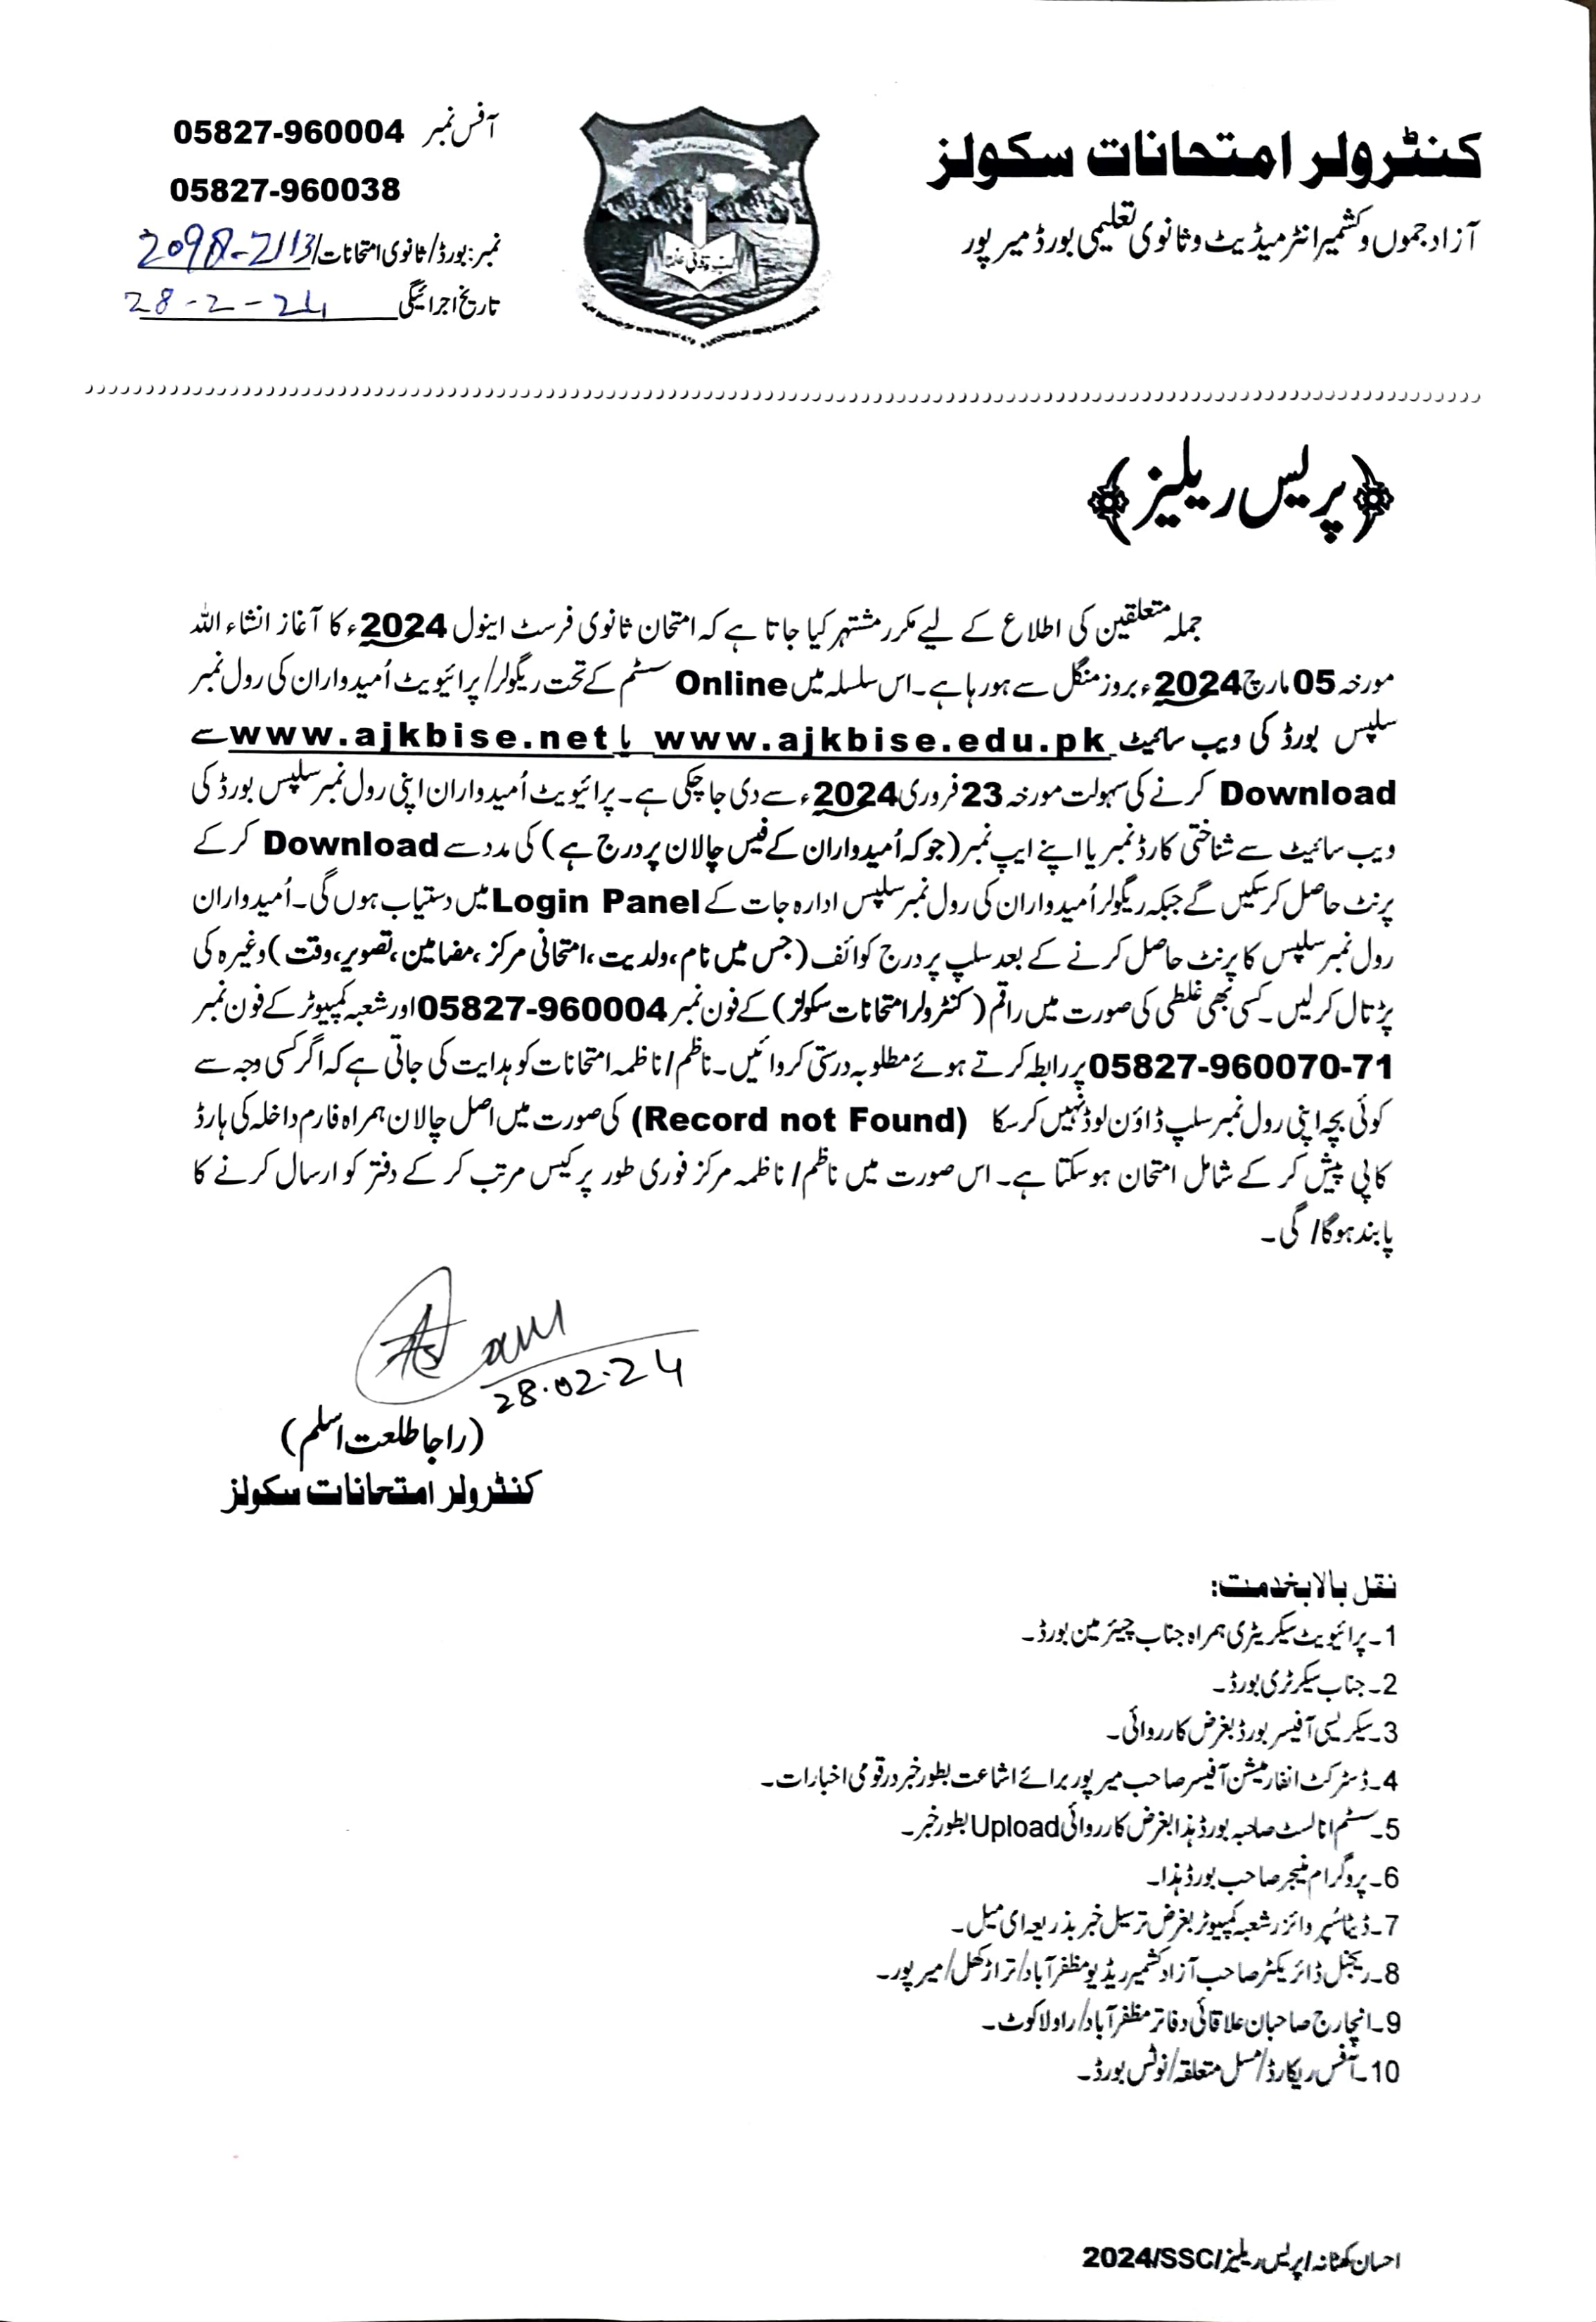 کنٹرولر امتحانات سکولز
آزاد جموں و کشمیر انٹرمیڈیٹ و ثانوی تعلیمی بورڈ میرپور
آفس نمبر 05827-960004
05827-960038
نمبر: بورڈ/ثانوی امتحانات/2098-2113
تاریخ اجرائیگی 28-2-24
﴿پریس ریلیز﴾
جملہ متعلقین کی اطلاع کے لیے مکرر مشتہر کیا جاتا ہے کہ امتحان ثانوی فرسٹ اینول 2024ء کا آغاز انشاء اللہ
مورخہ 05 مارچ 2024ء بروز منگل سے ہورہا ہے۔ اس سلسلہ میں Online سسٹم کے تحت ریگولر/پرائیویٹ اُمیدواران کی رول نمبر
سلپس بورڈ کی ویب سائیٹ www.ajkbise.edu.pk یا www.ajkbise.net سے
Download کرنے کی سہولت مورخہ 23 فروری 2024ء سے دی جا چکی ہے۔ پرائیویٹ اُمیدواران اپنی رول نمبر سلپس بورڈ کی
ویب سائیٹ سے شناختی کارڈ نمبر یا اپنے ایپ نمبر (جو کہ اُمیدواران کے فیس چالان پر درج ہے) کی مدد سے Download کر کے
پرنٹ حاصل کرسکیں گے جبکہ ریگولر اُمیدواران کی رول نمبر سلپس ادارہ جات کے Login Panel میں دستیاب ہوں گی۔ اُمیدواران
رول نمبر سلپس کا پرنٹ حاصل کرنے کے بعد سلپ پر درج کوائف (جس میں نام، ولدیت، امتحانی مرکز، مضامین، تصویر، وقت) وغیرہ کی
پڑتال کرلیں۔ کسی بھی غلطی کی صورت میں راقم (کنٹرولر امتحانات سکولز) کے فون نمبر 05827-960004 اور شعبہ کمپیوٹر کے فون نمبر
05827-960070-71 پر رابطہ کرتے ہوئے مطلوبہ درستی کروائیں۔ ناظم/ناظمہ امتحانات کو ہدایت کی جاتی ہے کہ اگر کسی وجہ سے
کوئی بچہ اپنی رول نمبر سلپ ڈاؤن لوڈ نہیں کرسکا (Record not Found) کی صورت میں اصل چالان ہمراہ فارم داخلہ کی ہارڈ
کاپی پیش کر کے شامل امتحان ہوسکتا ہے۔ اس صورت میں ناظم/ناظمہ مرکز فوری طور پر کیس مرتب کر کے دفتر کو ارسال کرنے کا
پابند ہوگا/گی۔
28.02.24
(راجا طلعت اسلم)
کنٹرولر امتحانات سکولز
نقل بالا بخدمت:
1۔ پرائیویٹ سیکریٹری ہمراہ جناب چیئرمین بورڈ۔
2۔ جناب سیکرٹری بورڈ۔
3۔ سیکریسی آفیسر بورڈ بغرض کارروائی۔
4۔ ڈسٹرکٹ انفارمیشن آفیسر صاحب میرپور برائے اشاعت بطور خبر در قومی اخبارات۔
5۔ سسٹم انالسٹ صاحبہ بورڈ ہذا بغرض کارروائی Upload بطور خبر۔
6۔ پروگرام منیجر صاحب بورڈ ہذا۔
7۔ ڈیٹا سپروائزر شعبہ کمپیوٹر بغرض ترسیل خبر بذریعہ ای میل۔
8۔ ریجنل ڈائریکٹر صاحب آزاد کشمیر ریڈیو مظفرآباد/تراڑکھل/میرپور۔
9۔ انچارج صاحبان علاقائی دفاتر مظفرآباد/راولاکوٹ۔
10۔ آفس ریکارڈ/مسل متعلقہ/نوٹس بورڈ۔
احسان کھٹانہ/پریس ریلیز/2024/SSC